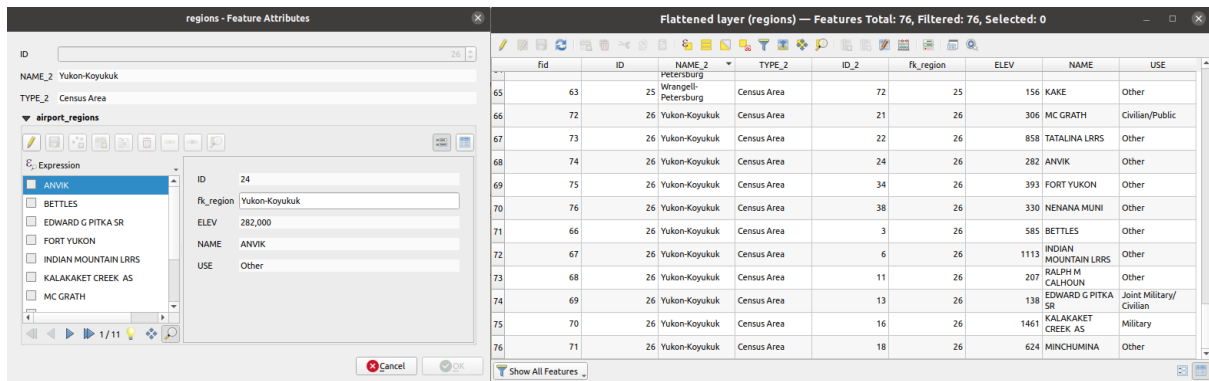 regions - Feature Attributes
ID 26
NAME_2 Yukon-Koyukuk
TYPE_2 Census Area
airport_regions
Expression
ANVIK
BETTLES
EDWARD G PITKA SR
FORT YUKON
INDIAN MOUNTAIN LRRS
KALAKAKET CREEK AS
MC GRATH
1 / 11
ID 24
fk_region Yukon-Koyukuk
ELEV 282,000
NAME ANVIK
USE Other
Cancel OK
Flattened layer (regions) — Features Total: 76, Filtered: 76, Selected: 0
fid ID NAME_2 TYPE_2 ID_2 fk_region ELEV NAME USE
Petersburg
65 63 25 Wrangell-Petersburg Census Area 72 25 156 KAKE Other
66 72 26 Yukon-Koyukuk Census Area 21 26 306 MC GRATH Civilian/Public
67 73 26 Yukon-Koyukuk Census Area 22 26 858 TATALINA LRRS Other
68 74 26 Yukon-Koyukuk Census Area 24 26 282 ANVIK Other
69 75 26 Yukon-Koyukuk Census Area 34 26 393 FORT YUKON Other
70 76 26 Yukon-Koyukuk Census Area 38 26 330 NENANA MUNI Other
71 66 26 Yukon-Koyukuk Census Area 3 26 585 BETTLES Other
72 67 26 Yukon-Koyukuk Census Area 6 26 1113 INDIAN MOUNTAIN LRRS Other
73 68 26 Yukon-Koyukuk Census Area 11 26 207 RALPH M CALHOUN Other
74 69 26 Yukon-Koyukuk Census Area 13 26 138 EDWARD G PITKA SR Joint Military/Civilian
75 70 26 Yukon-Koyukuk Census Area 16 26 1461 KALAKAKET CREEK AS Military
76 71 26 Yukon-Koyukuk Census Area 18 26 624 MINCHUMINA Other
Show All Features